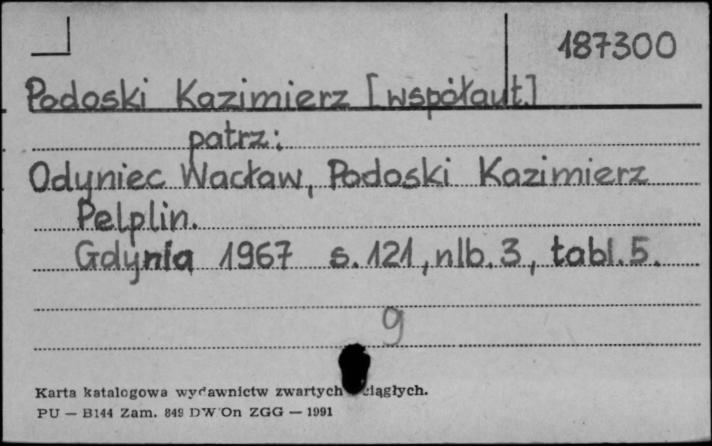 187300
Podoski Kazimierz [współaut.]
patrz:
Odyniec Wacław, Podoski Kazimierz
Pelplin.
Gdynia 1967 s. 121, nlb. 3, tabl. 5.
9
Karta katalogowa wydawnictw zwartych ciągłych.
PU — B144 Zam. 849 DW On ZGG — 1991